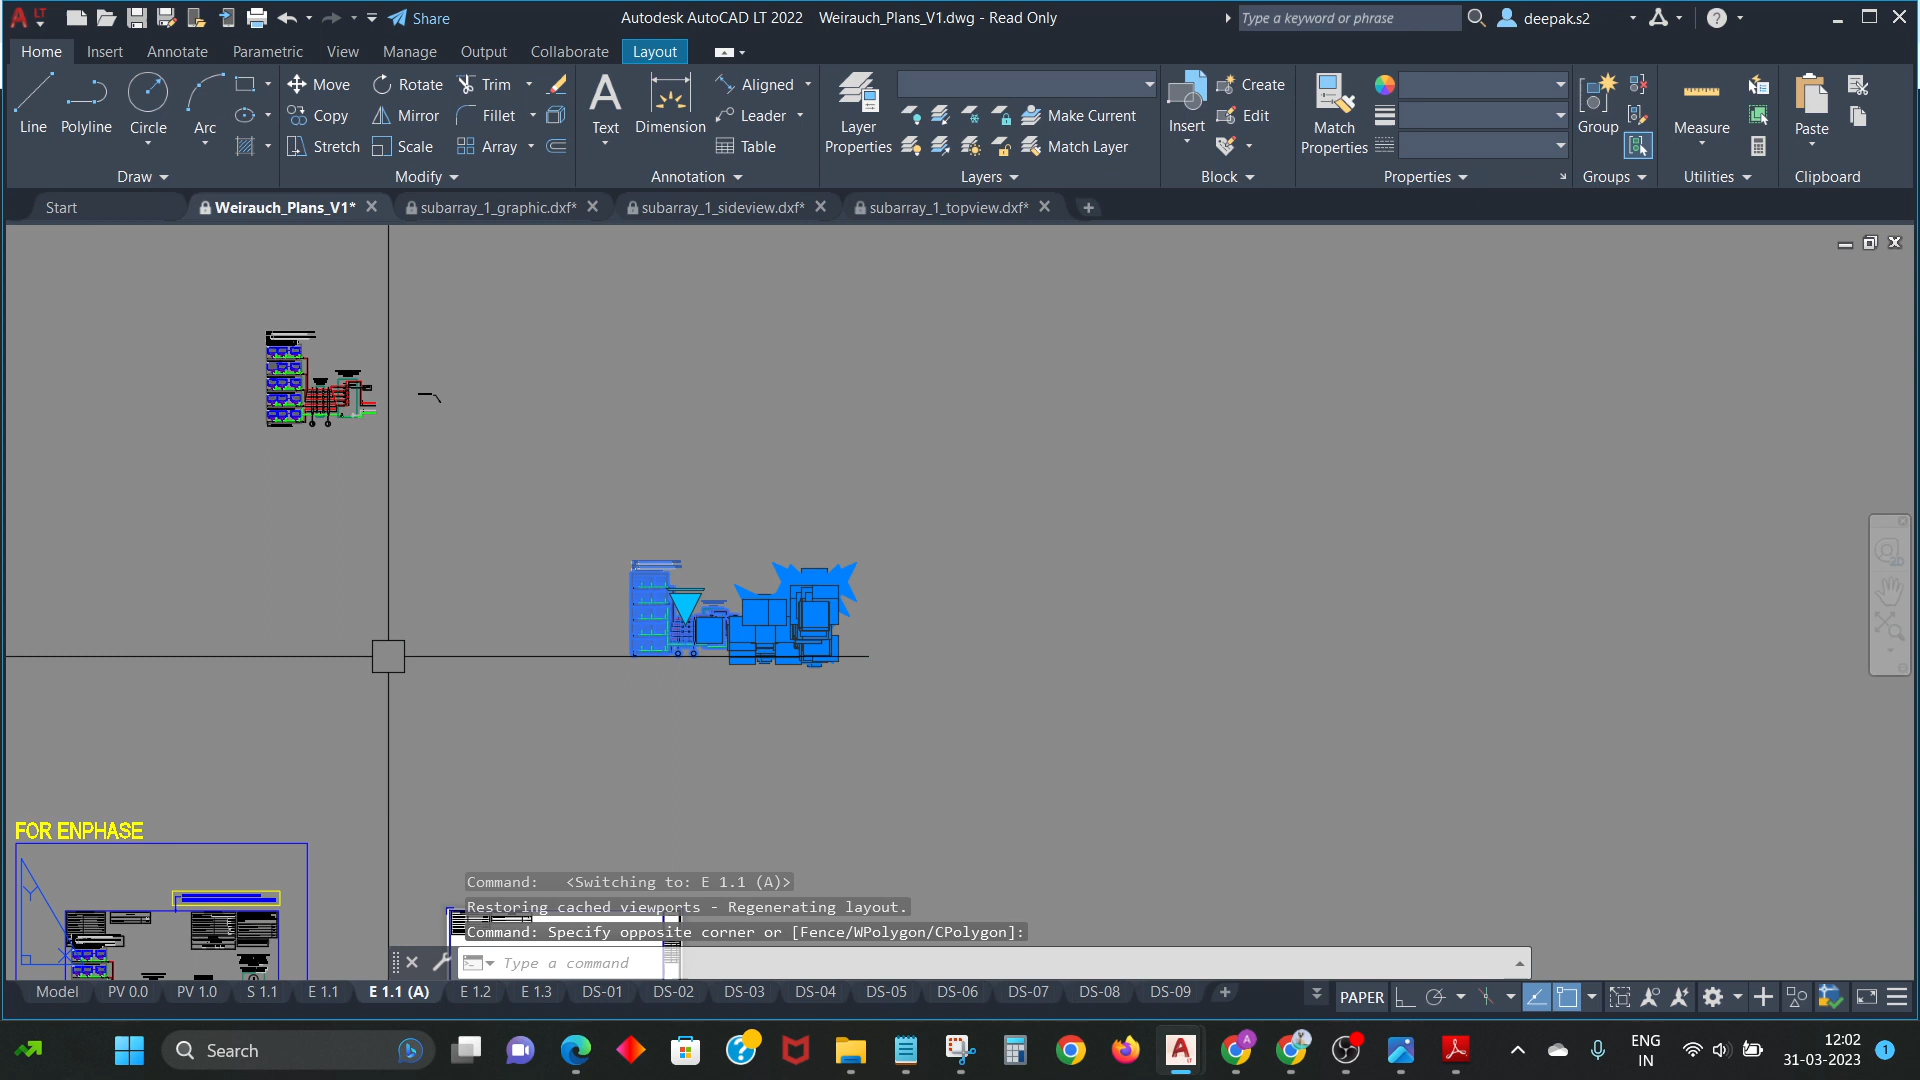 LT
Share
Autodesk AutoCAD LT 2022 Weirauch_Plans_V1.dwg - Read Only
Type a keyword or phrase
deepak.s2
Home Insert Annotate Parametric View Manage Output Collaborate Layout
Line Polyline Circle Arc
Move Rotate Trim
Copy Mirror Fillet
Stretch Scale Array
Text Dimension
Aligned
Leader
Table
Layer Properties
Make Current
Match Layer
Insert
Create
Edit
Match Properties
Group
Measure
Paste
Draw Modify Annotation Layers Block Properties Groups Utilities Clipboard
Start Weirauch_Plans_V1* subarray_1_graphic.dxf* subarray_1_sideview.dxf* subarray_1_topview.dxf*
2D
FOR ENPHASE
Y
X
Command: <Switching to: E 1.1 (A)>
Restoring cached viewports - Regenerating layout.
Command: Specify opposite corner or [Fence/WPolygon/CPolygon]:
Type a command
Model PV 0.0 PV 1.0 S 1.1 E 1.1 E 1.1 (A) E 1.2 E 1.3 DS-01 DS-02 DS-03 DS-04 DS-05 DS-06 DS-07 DS-08 DS-09
PAPER
Search
ENG
IN
12:02
31-03-2023
1